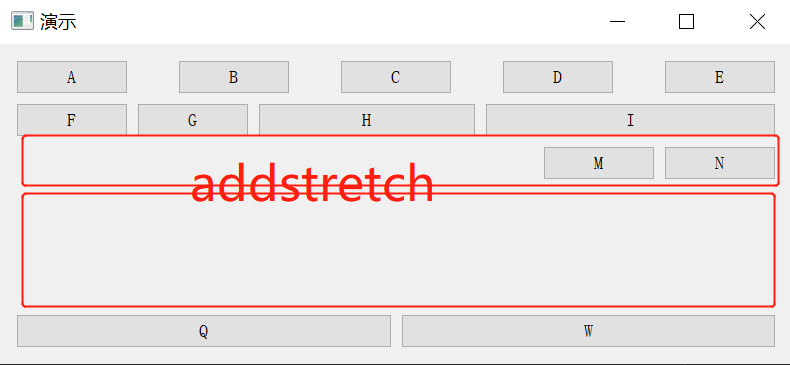 演示
A B C D E
F G H I
M N
addstretch
Q W